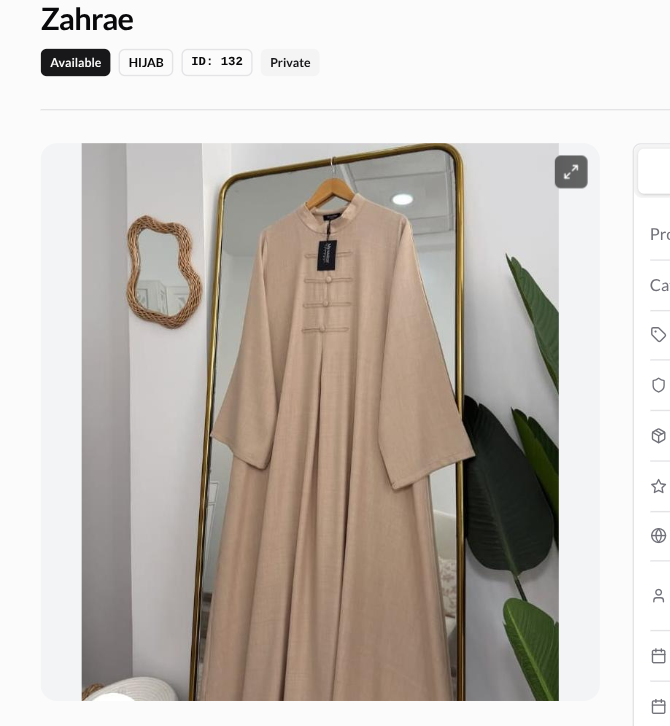 Zahrae
Available
HIJAB
ID: 132
Private
Pro
Ca